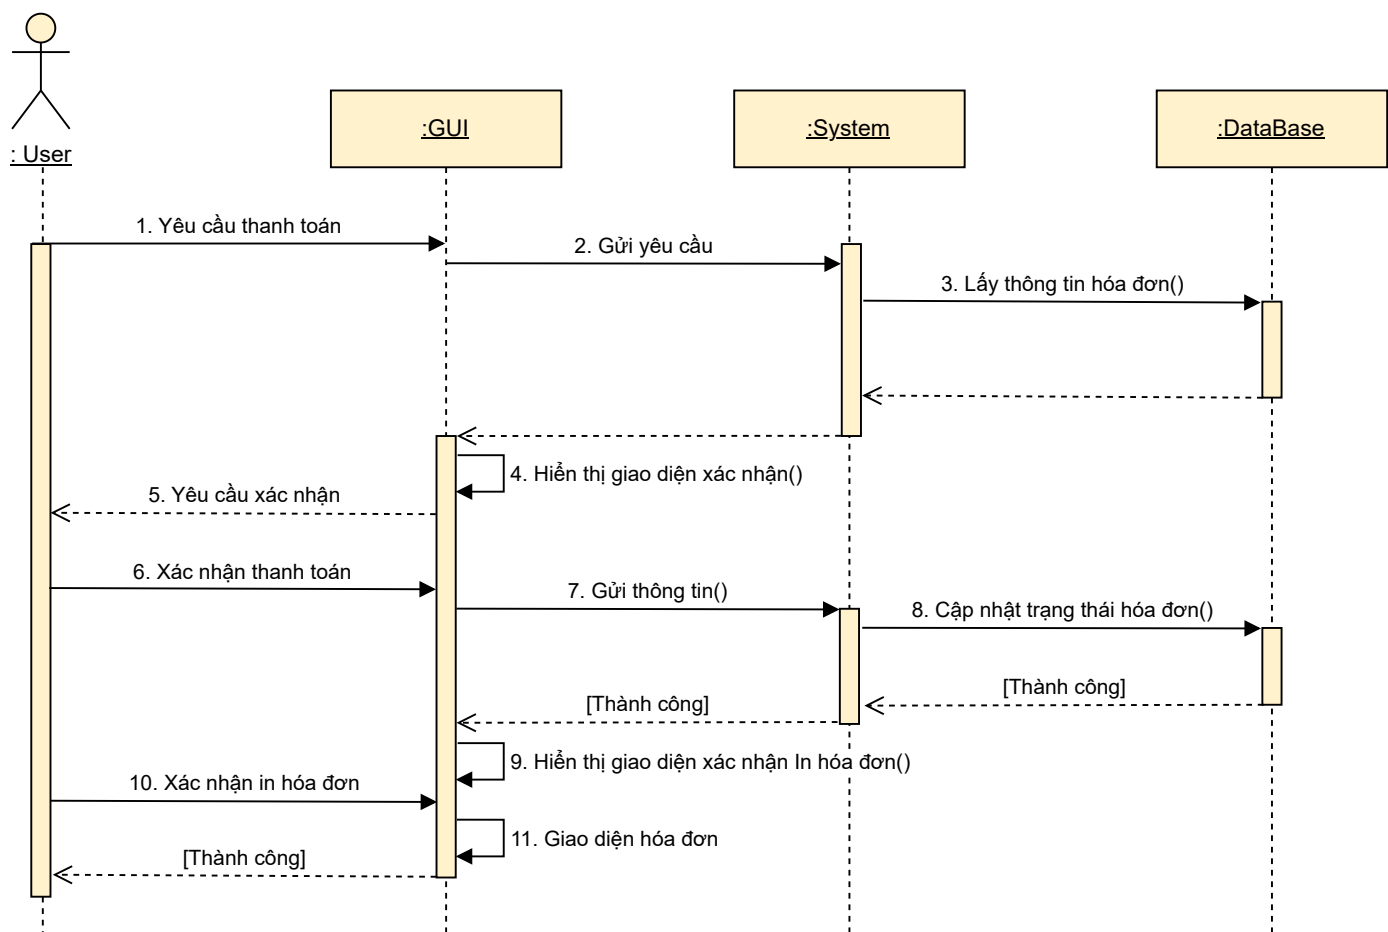 : User
:GUI
:System
:DataBase
1. Yêu cầu thanh toán
2. Gửi yêu cầu
3. Lấy thông tin hóa đơn()
4. Hiển thị giao diện xác nhận()
5. Yêu cầu xác nhận
6. Xác nhận thanh toán
7. Gửi thông tin()
8. Cập nhật trạng thái hóa đơn()
[Thành công]
[Thành công]
9. Hiển thị giao diện xác nhận In hóa đơn()
10. Xác nhận in hóa đơn
11. Giao diện hóa đơn
[Thành công]